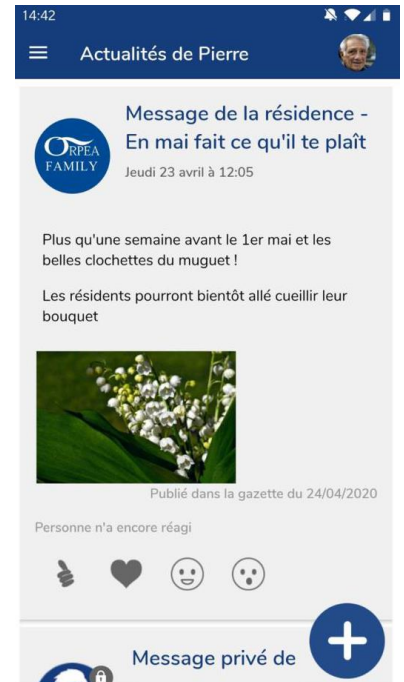 14:42
Actualités de Pierre
ORPEA
FAMILY
Message de la résidence -
En mai fait ce qu'il te plaît
Jeudi 23 avril à 12:05
Plus qu'une semaine avant le 1er mai et les
belles clochettes du muguet !
Les résidents pourront bientôt allé cueillir leur
bouquet
Publié dans la gazette du 24/04/2020
Personne n'a encore réagi
Message privé de